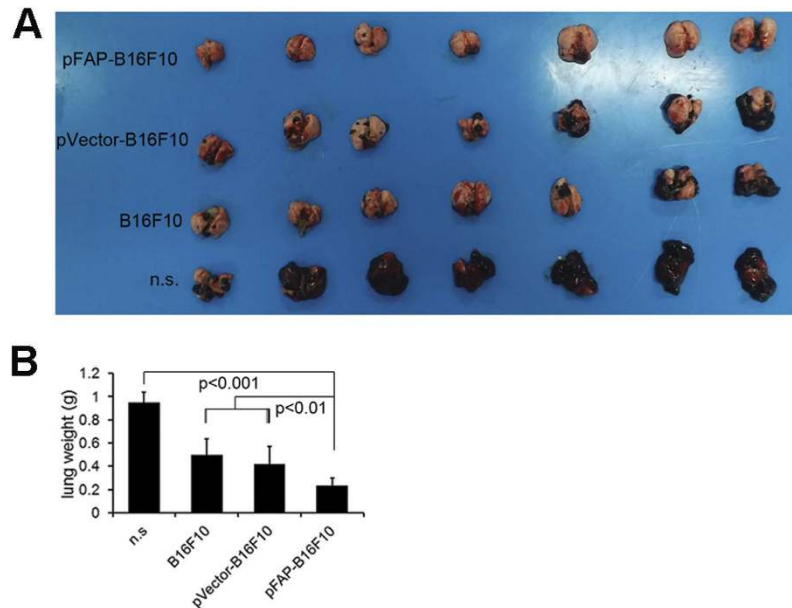 A
pFAP-B16F10
pVector-B16F10
B16F10
n.s.
B
1.2
1
0.8
0.6
0.4
0.2
0
lung weight (g)
p<0.001
p<0.01
n.s
B16F10
pVector-B16F10
pFAP-B16F10